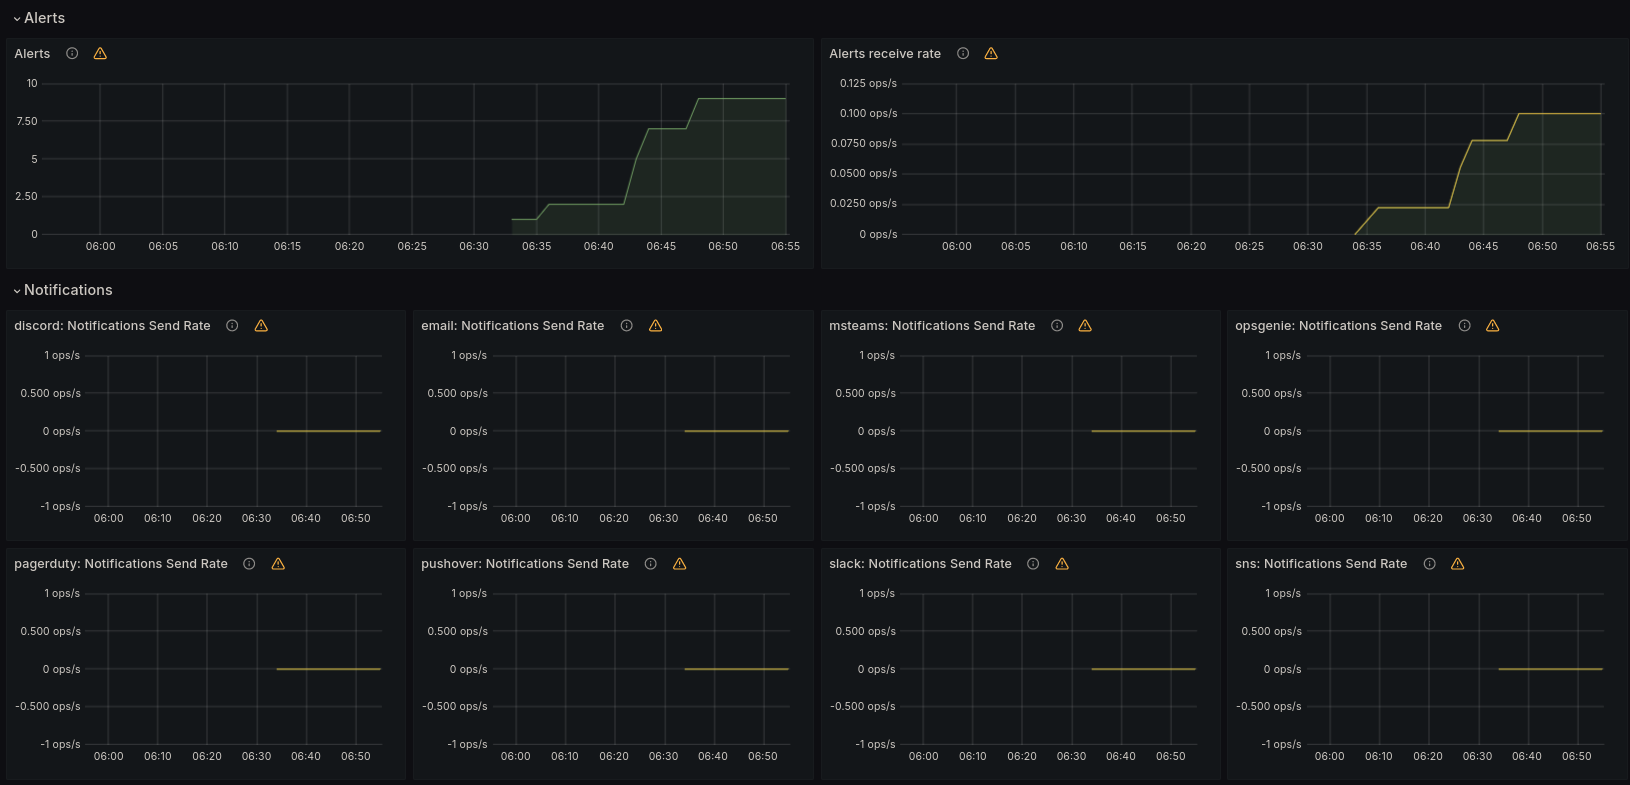 Alerts
Alerts
10
7.50
5
2.50
0
06:00 06:05 06:10 06:15 06:20 06:25 06:30 06:35 06:40 06:45 06:50 06:55
Alerts receive rate
0.125 ops/s
0.100 ops/s
0.0750 ops/s
0.0500 ops/s
0.0250 ops/s
0 ops/s
06:00 06:05 06:10 06:15 06:20 06:25 06:30 06:35 06:40 06:45 06:50 06:55
Notifications
discord: Notifications Send Rate
1 ops/s
0.500 ops/s
0 ops/s
-0.500 ops/s
-1 ops/s
06:00 06:10 06:20 06:30 06:40 06:50
email: Notifications Send Rate
1 ops/s
0.500 ops/s
0 ops/s
-0.500 ops/s
-1 ops/s
06:00 06:10 06:20 06:30 06:40 06:50
msteams: Notifications Send Rate
1 ops/s
0.500 ops/s
0 ops/s
-0.500 ops/s
-1 ops/s
06:00 06:10 06:20 06:30 06:40 06:50
opsgenie: Notifications Send Rate
1 ops/s
0.500 ops/s
0 ops/s
-0.500 ops/s
-1 ops/s
06:00 06:10 06:20 06:30 06:40 06:50
pagerduty: Notifications Send Rate
1 ops/s
0.500 ops/s
0 ops/s
-0.500 ops/s
-1 ops/s
06:00 06:10 06:20 06:30 06:40 06:50
pushover: Notifications Send Rate
1 ops/s
0.500 ops/s
0 ops/s
-0.500 ops/s
-1 ops/s
06:00 06:10 06:20 06:30 06:40 06:50
slack: Notifications Send Rate
1 ops/s
0.500 ops/s
0 ops/s
-0.500 ops/s
-1 ops/s
06:00 06:10 06:20 06:30 06:40 06:50
sns: Notifications Send Rate
1 ops/s
0.500 ops/s
0 ops/s
-0.500 ops/s
-1 ops/s
06:00 06:10 06:20 06:30 06:40 06:50